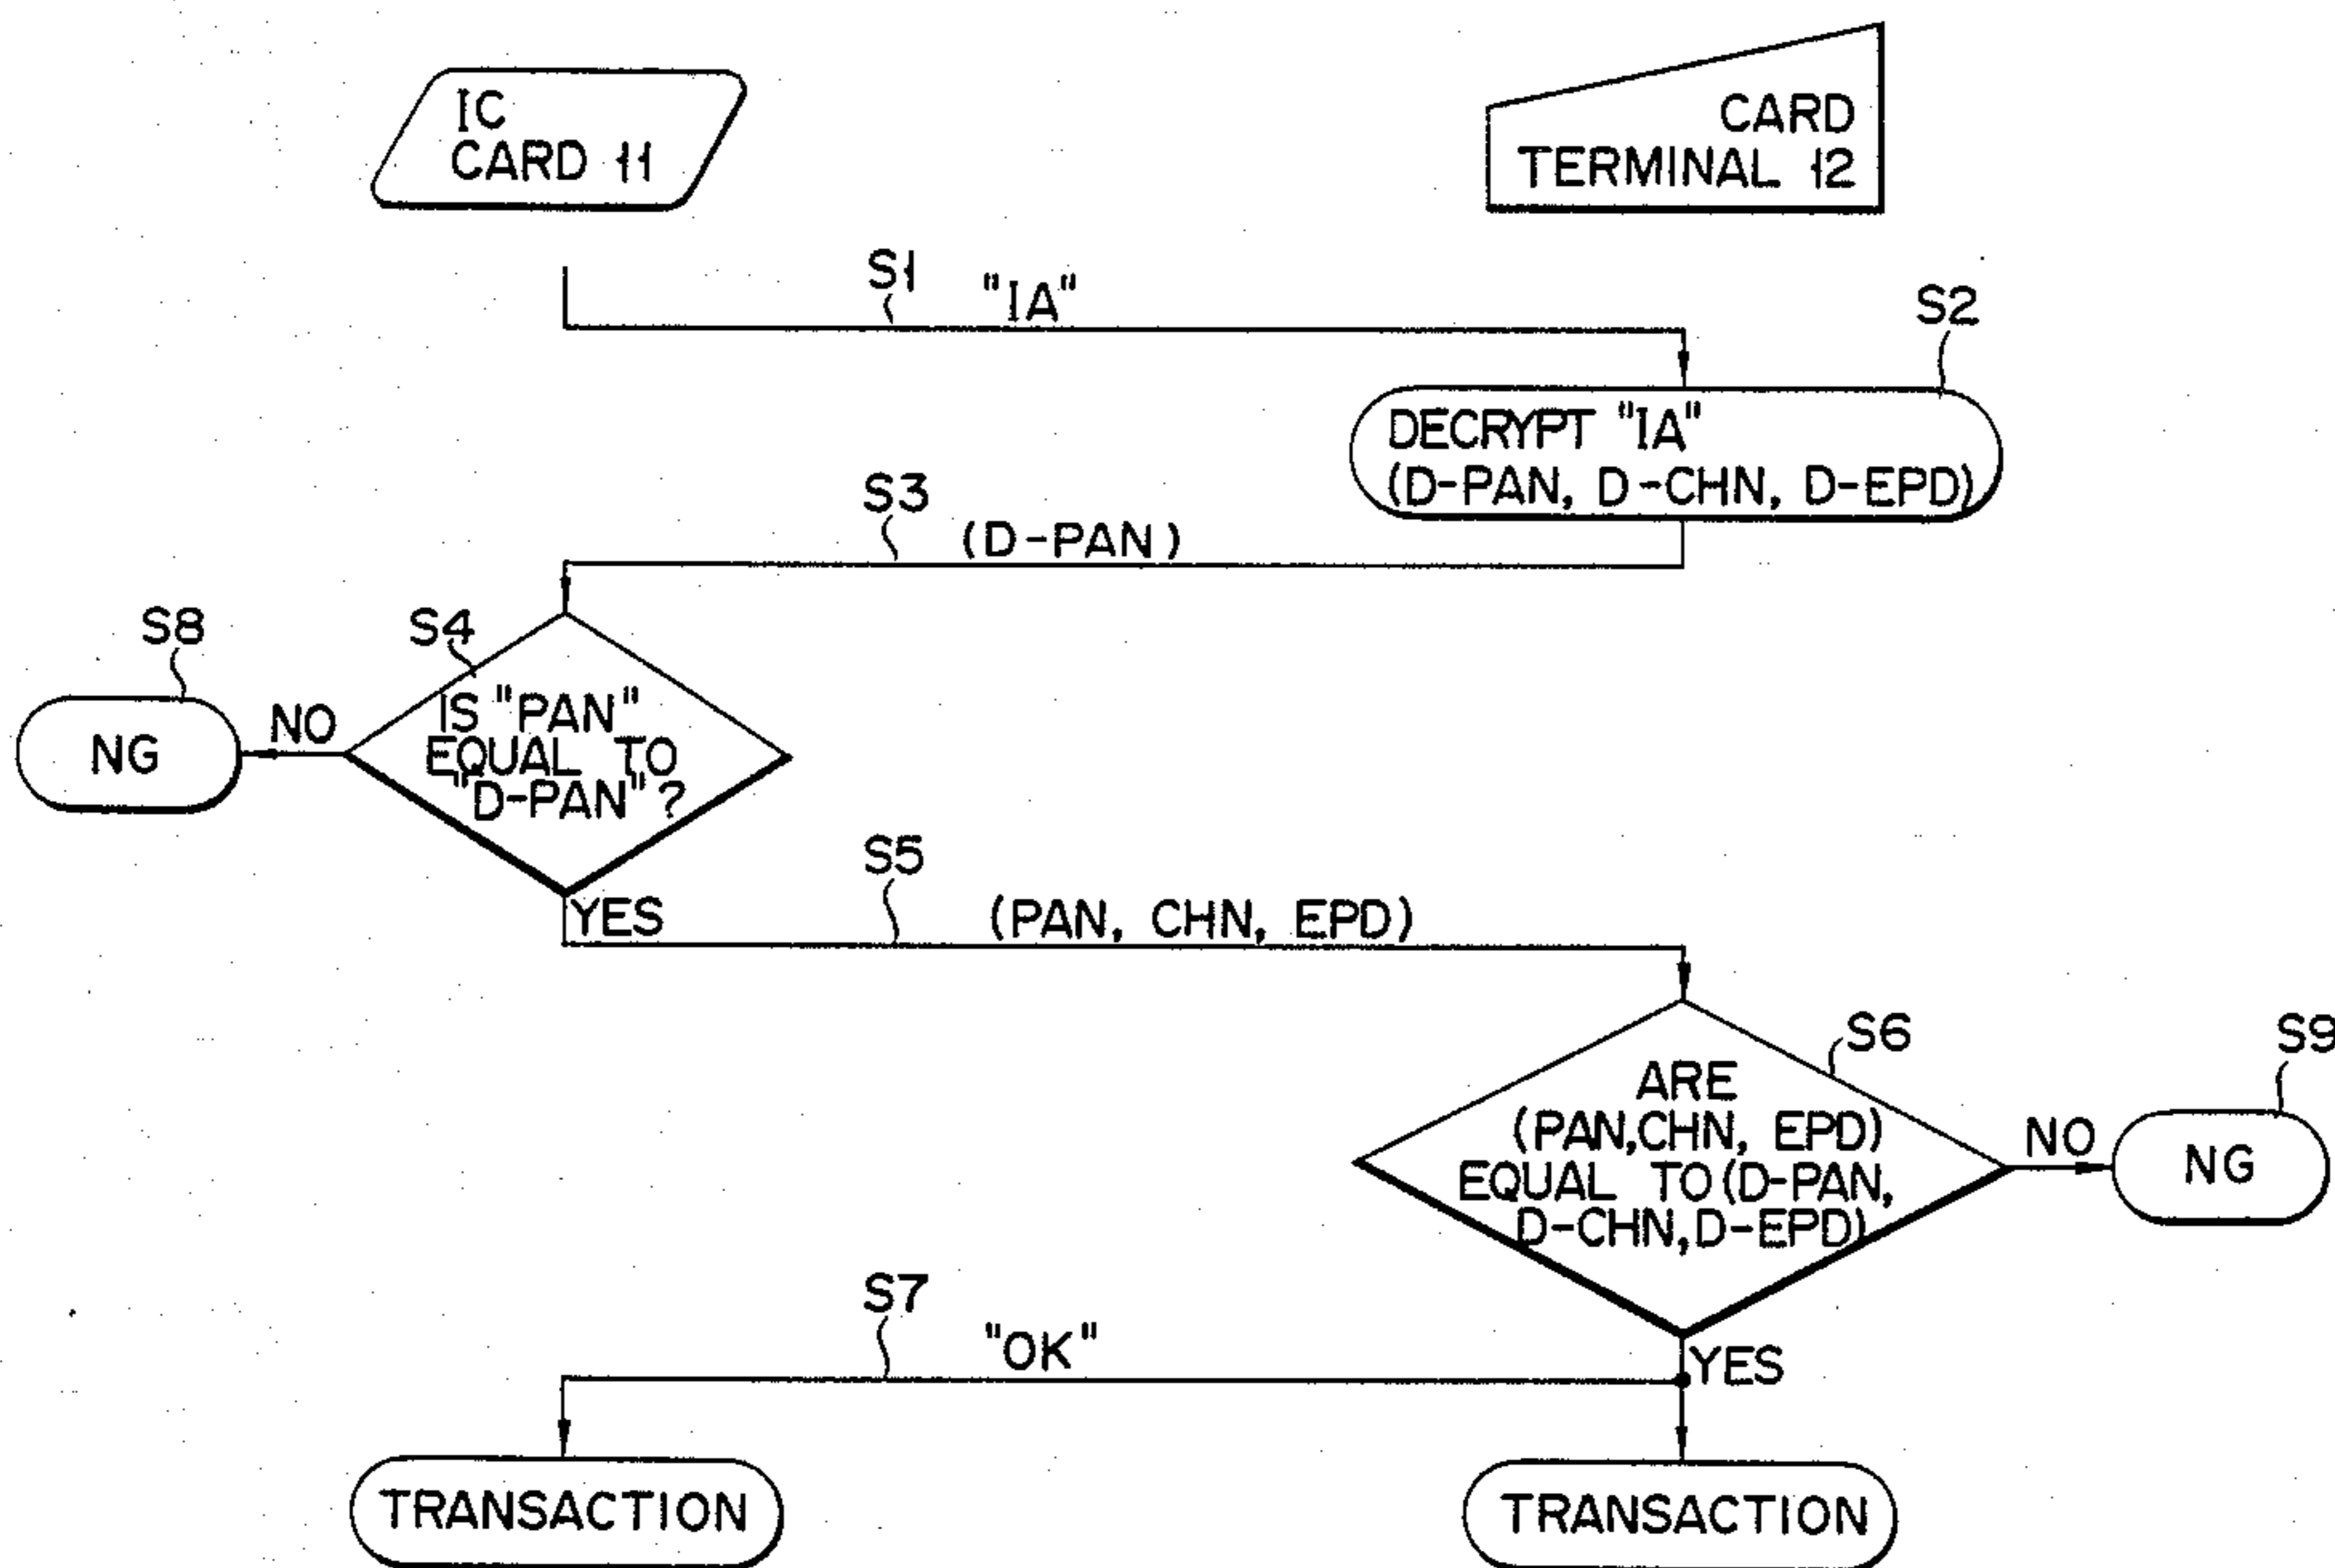 IC
CARD 11
CARD
TERMINAL 12
S1
"IA"
S2
DECRYPT "IA"
(D-PAN, D-CHN, D-EPD)
S3
(D-PAN)
S8
S4
NG
NO
IS "PAN"
EQUAL TO
"D-PAN"?
YES
S5
(PAN, CHN, EPD)
S6
S9
ARE
(PAN,CHN, EPD)
EQUAL TO (D-PAN,
D-CHN,D-EPD)
NO
NG
S7
"OK"
YES
TRANSACTION
TRANSACTION